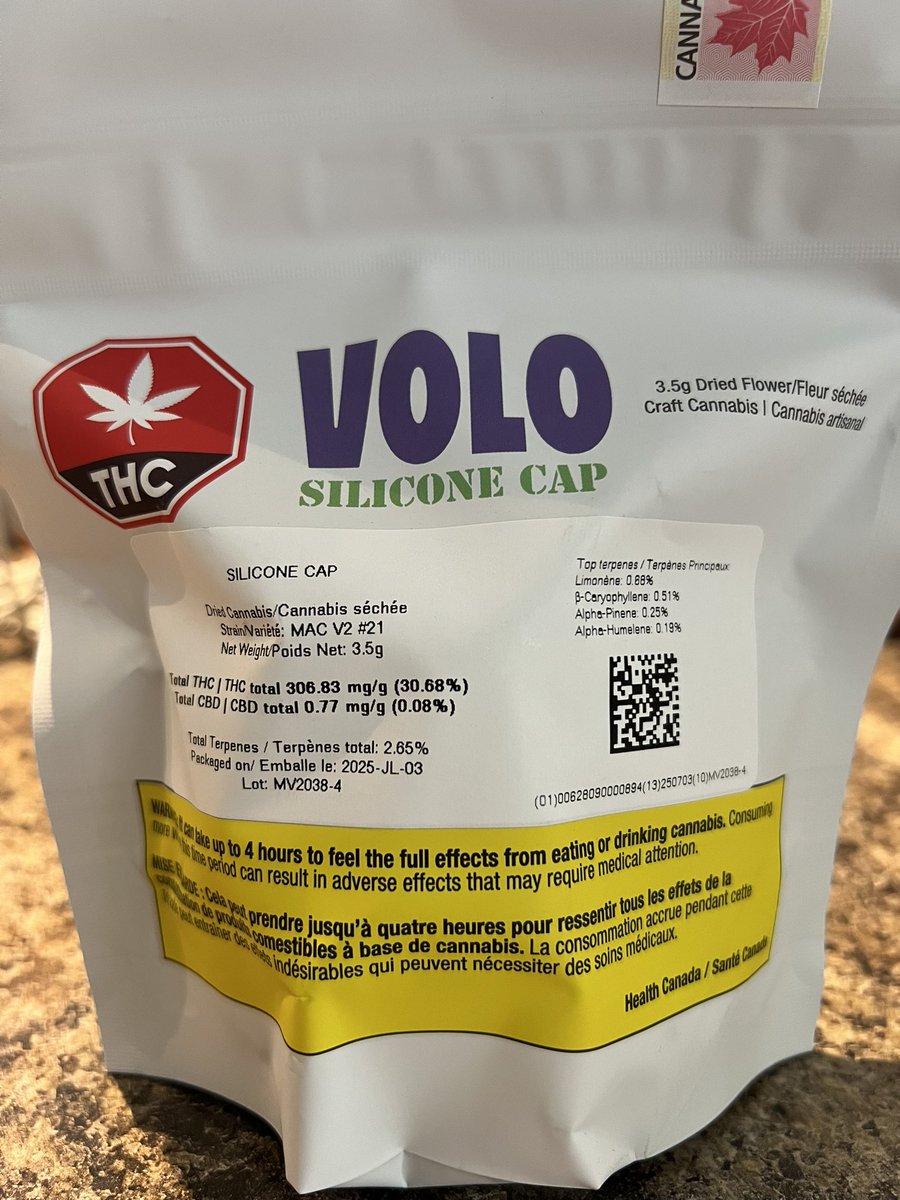 CANNA
THC
VOLO
SILICONE CAP
3.5g Dried Flower/Fleur séchée
Craft Cannabis | Cannabis artisanal
SILICONE CAP
Dried Cannabis/Cannabis séchée
Strain/Variété: MAC V2 #21
Net Weight/Poids Net: 3.5g
Total THC | THC total 306.83 mg/g (30.68%)
Total CBD | CBD total 0.77 mg/g (0.08%)
Total Terpenes / Terpènes total: 2.65%
Packaged on/ Emballe le: 2025-JL-03
Lot: MV2038-4
Top terpenes / Terpènes Principaux:
Limonène: 0.88%
β-Caryophyllene: 0.51%
Alpha-Pinene: 0.25%
Alpha-Humelene: 0.19%
(01)00628090000894(13)250703(10)MV2038-4
can take up to 4 hours to feel the full effects from eating or drinking cannabis. Consuming
more time period can result in adverse effects that may require medical attention.
Cela peut prendre jusqu'à quatre heures pour ressentir tous les effets de la
de produits comestibles à base de cannabis. La consommation accrue pendant cette
peut entraîner des effets indésirables qui peuvent nécessiter des soins médicaux.
Health Canada / Santé Canada